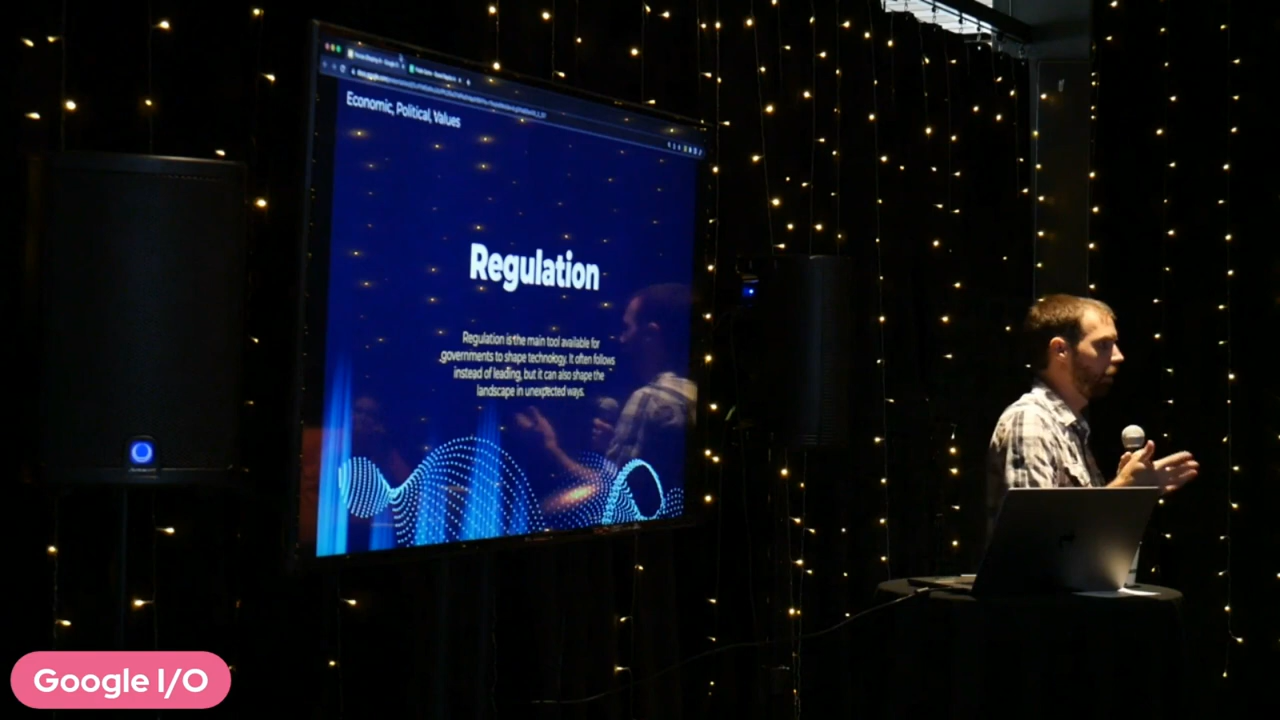 Economic, Political, Values
Regulation
Regulation is the main tool available for
governments to shape technology. It often follows
instead of leading, but it can also shape the
landscape in unexpected ways.
Google I/O